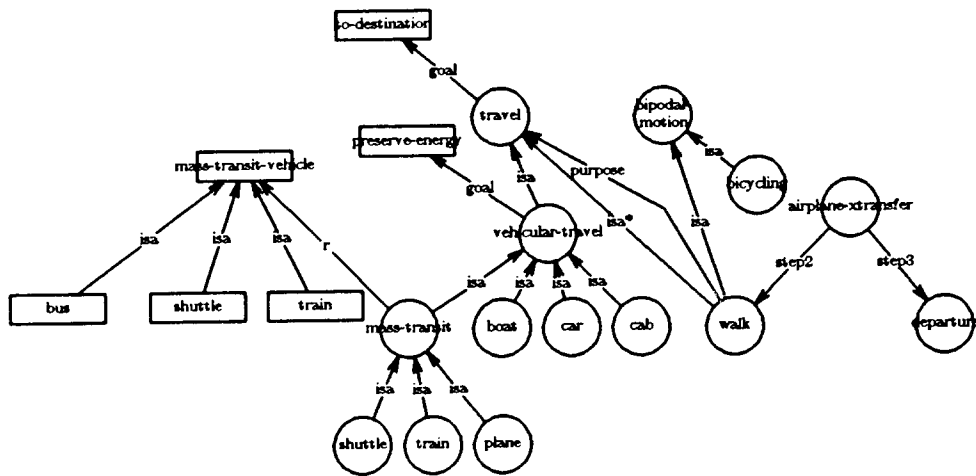 to-destination
goal
travel
bipodal-
motion
preserve-energy
mass-transit-vehicle
isa
purpose
isa
bicycling
goal
airplane-xtransfer
isa*
isa
vehicular-travel
isa
isa
isa
r
step2
step3
isa
isa
isa
isa
bus
shuttle
train
mass-transit
boat
car
cab
walk
departure
isa
isa
isa
shuttle
train
plane